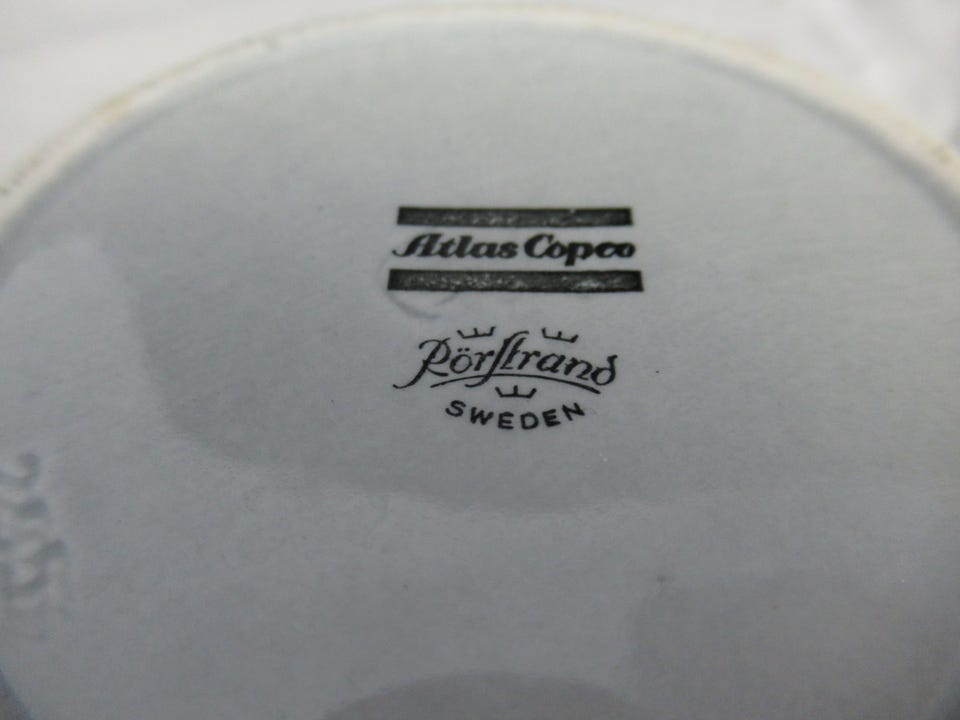 Atlas Copco
Rörstrand
SWEDEN